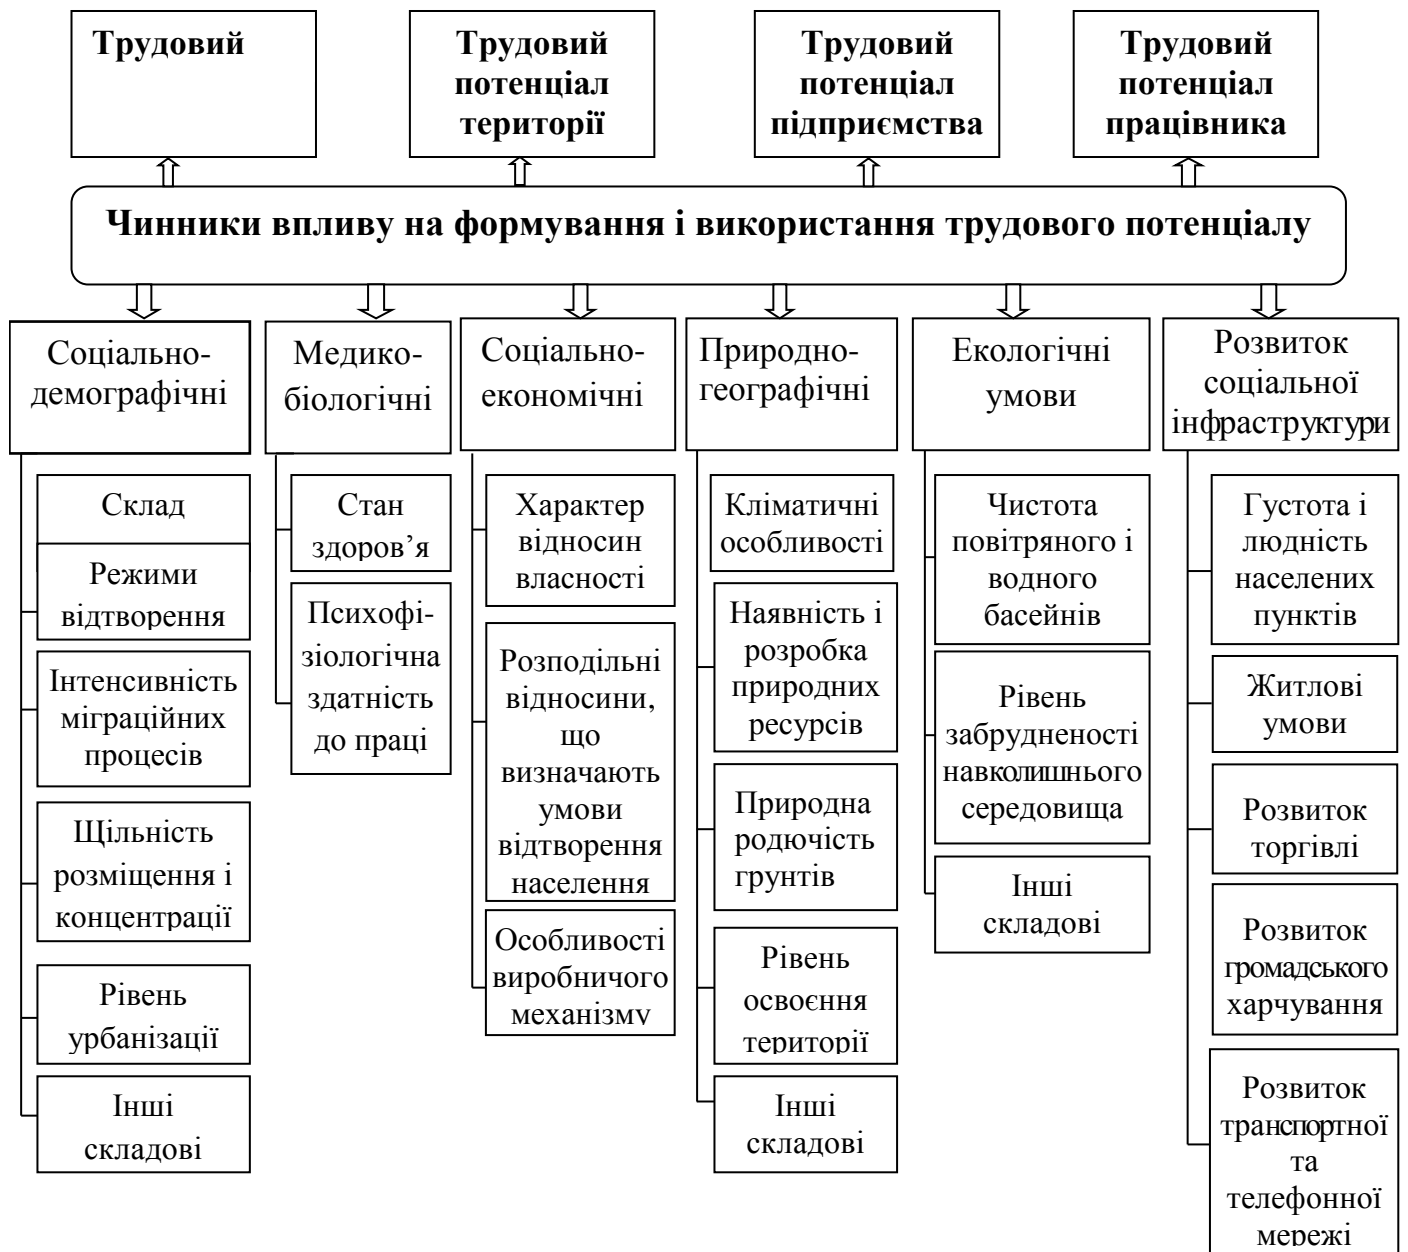 Трудовий
Трудовий
потенціал
території
Трудовий
потенціал
підприємства
Трудовий
потенціал
працівника
Чинники впливу на формування і використання трудового потенціалу
Соціально-
демографічні
Медико-
біологічні
Соціально-
економічні
Природно-
географічні
Екологічні
умови
Розвиток
соціальної
інфраструктури
Склад
Режими
відтворення
Інтенсивність
міграційних
процесів
Щільність
розміщення і
концентрації
Рівень
урбанізації
Інші
складові
Стан
здоров’я
Психофі-
зіологічна
здатність
до праці
Характер
відносин
власності
Розподільні
відносини,
що
визначають
умови
відтворення
населення
Особливості
виробничого
механізму
Кліматичні
особливості
Наявність і
розробка
природних
ресурсів
Природна
родючість
грунтів
Рівень
освоєння
території
Інші
складові
Чистота
повітряного і
водного
басейнів
Рівень
забрудненості
навколишнього
середовища
Інші
складові
Густота і
людність
населених
пунктів
Житлові
умови
Розвиток
торгівлі
Розвиток
громадського
харчування
Розвиток
транспортної
та
телефонної
мережі